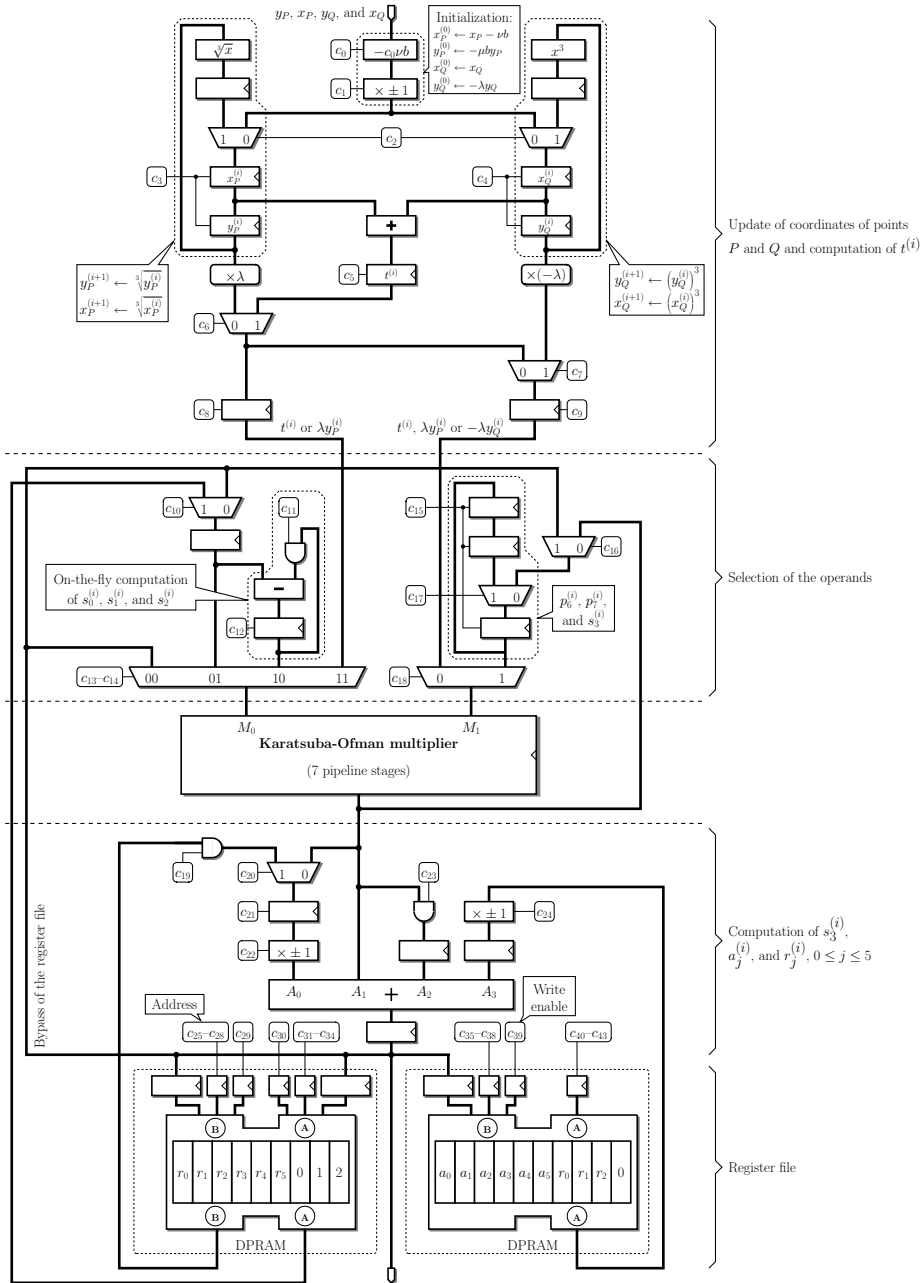 y_P, x_P, y_Q, and x_Q
Initialization:
x_P^{(0)} ← x_P − νb
y_P^{(0)} ← −μby_P
x_Q^{(0)} ← x_Q
y_Q^{(0)} ← −λy_Q
c_0
−c_0νb
c_1
× ± 1
∛x
x³
1 0
c_2
0 1
c_3
x_P^{(i)}
c_4
x_Q^{(i)}
y_P^{(i)}
+
y_Q^{(i)}
Update of coordinates of points
P and Q and computation of t^{(i)}
y_P^{(i+1)} ← ∛y_P^{(i)}
x_P^{(i+1)} ← ∛x_P^{(i)}
×λ
c_5
t^{(i)}
×(−λ)
y_Q^{(i+1)} ← (y_Q^{(i)})^3
x_Q^{(i+1)} ← (x_Q^{(i)})^3
c_6
0 1
0 1
c_7
c_8
c_9
t^{(i)} or λy_P^{(i)}
t^{(i)}, λy_P^{(i)} or −λy_Q^{(i)}
c_10
1 0
c_11
c_15
1 0
c_16
On-the-fly computation
of s_0^{(i)}, s_1^{(i)}, and s_2^{(i)}
−
c_12
c_17
1 0
p_6^{(i)}, p_7^{(i)},
and s_3^{(i)}
Selection of the operands
c_13–c_14
00 01 10 11
c_18
0 1
M_0
M_1
Karatsuba-Ofman multiplier
(7 pipeline stages)
c_19
c_20
1 0
c_23
c_21
× ± 1
c_24
c_22
× ± 1
A_0 A_1 + A_2 A_3
Computation of s_3^{(i)},
a_j^{(i)}, and r_j^{(i)}, 0 ≤ j ≤ 5
Bypass of the register file
Address
Write
enable
c_25–c_28
c_29
c_30
c_31–c_34
c_35–c_38
c_39
c_40–c_43
B A
B A
r_0 r_1 r_2 r_3 r_4 r_5 0 1 2
a_0 a_1 a_2 a_3 a_4 a_5 r_0 r_1 r_2 0
Register file
B A
A
DPRAM
DPRAM